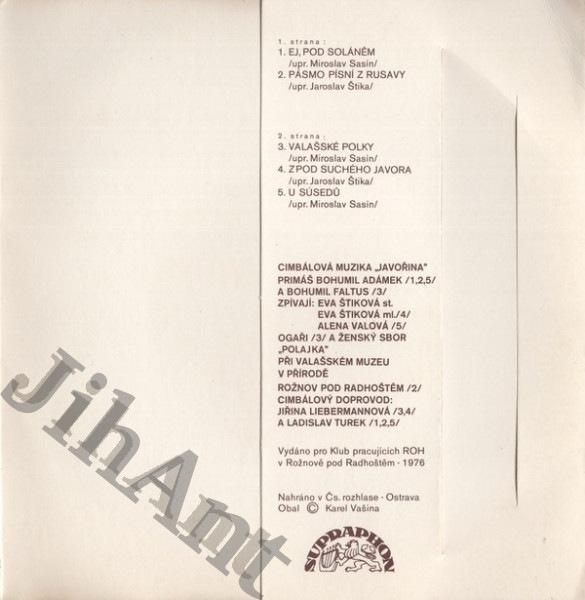 1. strana:
1. EJ, POD SOLÁNĚM
/upr. Miroslav Sasín/
2. PÁSMO PÍSNÍ Z RUSAVY
/upr. Jaroslav Štika/
2. strana:
3. VALAŠSKÉ POLKY
/upr. Miroslav Sasín/
4. ZPOD SUCHÉHO JAVORA
/upr. Jaroslav Štika/
5. U SÚSEDŮ
/upr. Miroslav Sasín/
CIMBÁLOVÁ MUZIKA „JAVOŘINA"
PRIMÁŠ BOHUMIL ADÁMEK /1,2,5/
A BOHUMIL FALTUS /3/
ZPÍVAJÍ: EVA ŠTIKOVÁ st.
EVA ŠTIKOVÁ ml./4/
ALENA VALOVÁ /5/
OGAŘI /3/ A ŽENSKÝ SBOR
„POLAJKA"
PŘI VALAŠSKÉM MUZEU
V PŘÍRODĚ
ROŽNOV POD RADHOŠTĚM /2/
CIMBÁLOVÝ DOPROVOD:
JIŘINA LIEBERMANNOVÁ /3,4/
A LADISLAV TUREK /1,2,5/
Vydáno pro Klub pracujících ROH
v Rožnově pod Radhoštěm - 1976
Nahráno v Čs. rozhlase - Ostrava
Obal © Karel Vašina
SUPRAPHON
JihAmt